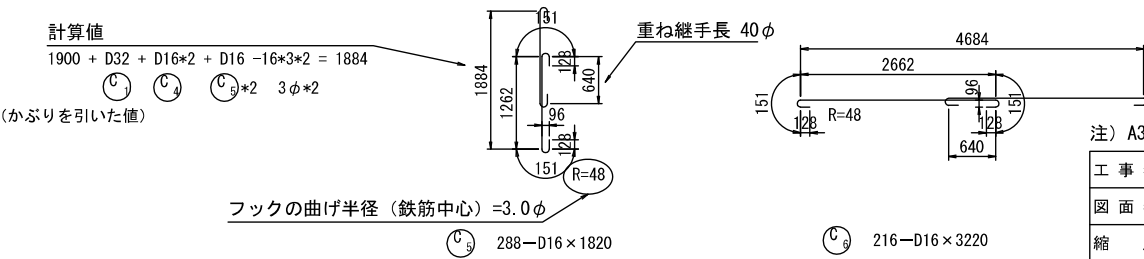 計算値
1900 + D32 + D16*2 + D16 -16*3*2 = 1884
C1 C4 C5*2 3φ*2
(かぶりを引いた値)
151
1884
1262
128
640
96
128
151
R=48
重ね継手長 40φ
フックの曲げ半径 (鉄筋中心) =3.0φ
C5 288—D16×1820
4684
2662
151
128
R=48
96
151
128
640
C6 216—D16×3220
注) A3
工 事
図 面
縮